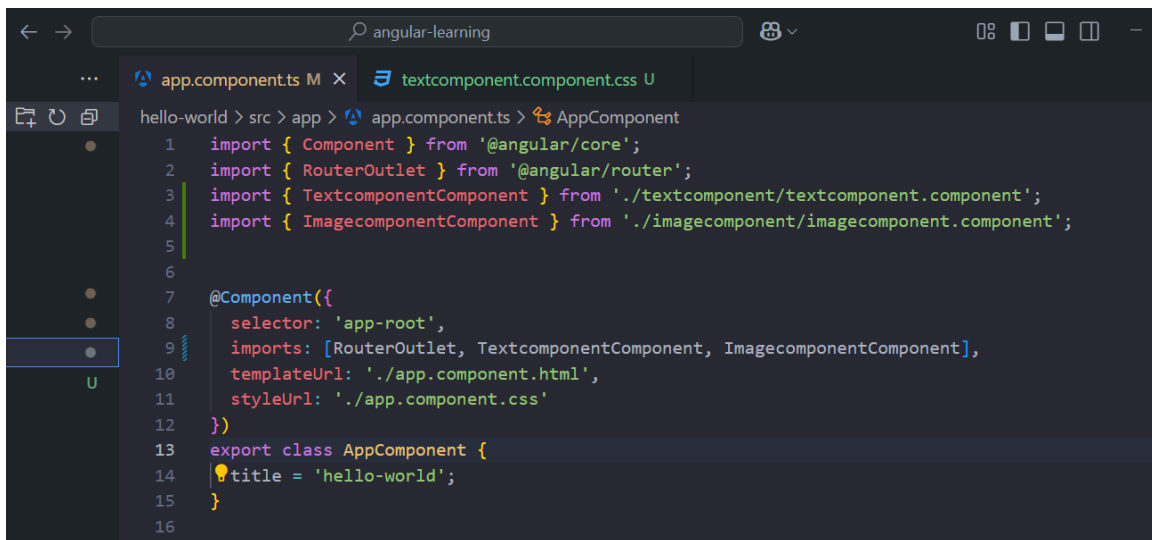 angular-learning
app.component.ts M
textcomponent.component.css U
hello-world > src > app > app.component.ts > AppComponent
1 import { Component } from '@angular/core';
2 import { RouterOutlet } from '@angular/router';
3 import { TextcomponentComponent } from './textcomponent/textcomponent.component';
4 import { ImagecomponentComponent } from './imagecomponent/imagecomponent.component';
5
6
7 @Component({
8 selector: 'app-root',
9 imports: [RouterOutlet, TextcomponentComponent, ImagecomponentComponent],
10 templateUrl: './app.component.html',
11 styleUrl: './app.component.css'
12 })
13 export class AppComponent {
14 title = 'hello-world';
15 }
16
U